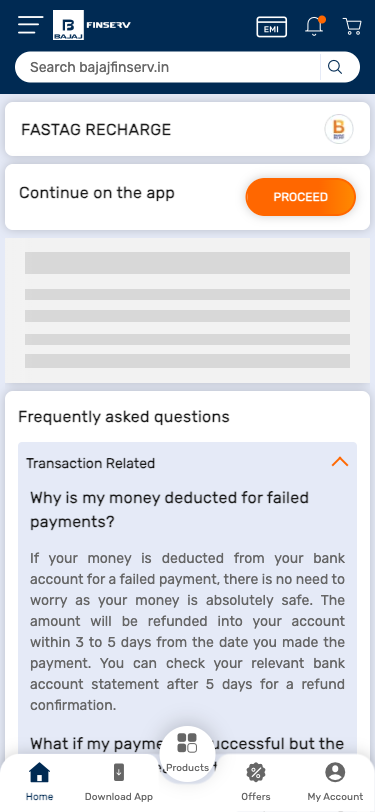 BAJAJ
FINSERV
EMI
Search bajajfinserv.in
FASTAG RECHARGE
Continue on the app
PROCEED
Frequently asked questions
Transaction Related
Why is my money deducted for failed
payments?
If your money is deducted from your bank
account for a failed payment, there is no need to
worry as your money is absolutely safe. The
amount will be refunded into your account
within 3 to 5 days from the date you made the
payment. You can check your relevant bank
account statement after 5 days for a refund
confirmation.
What if my successful but the
Products
Home
Download App
Offers
My Account